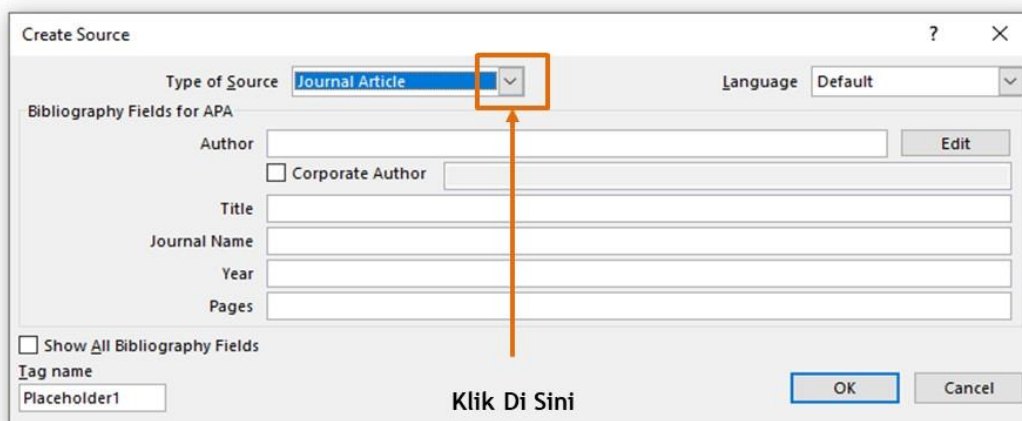 Create Source ? X
Type of Source Journal Article Language Default
Bibliography Fields for APA
Author Edit
Corporate Author
Title
Journal Name
Year
Pages
Show All Bibliography Fields
Tag name
Placeholder1 OK Cancel
Klik Di Sini